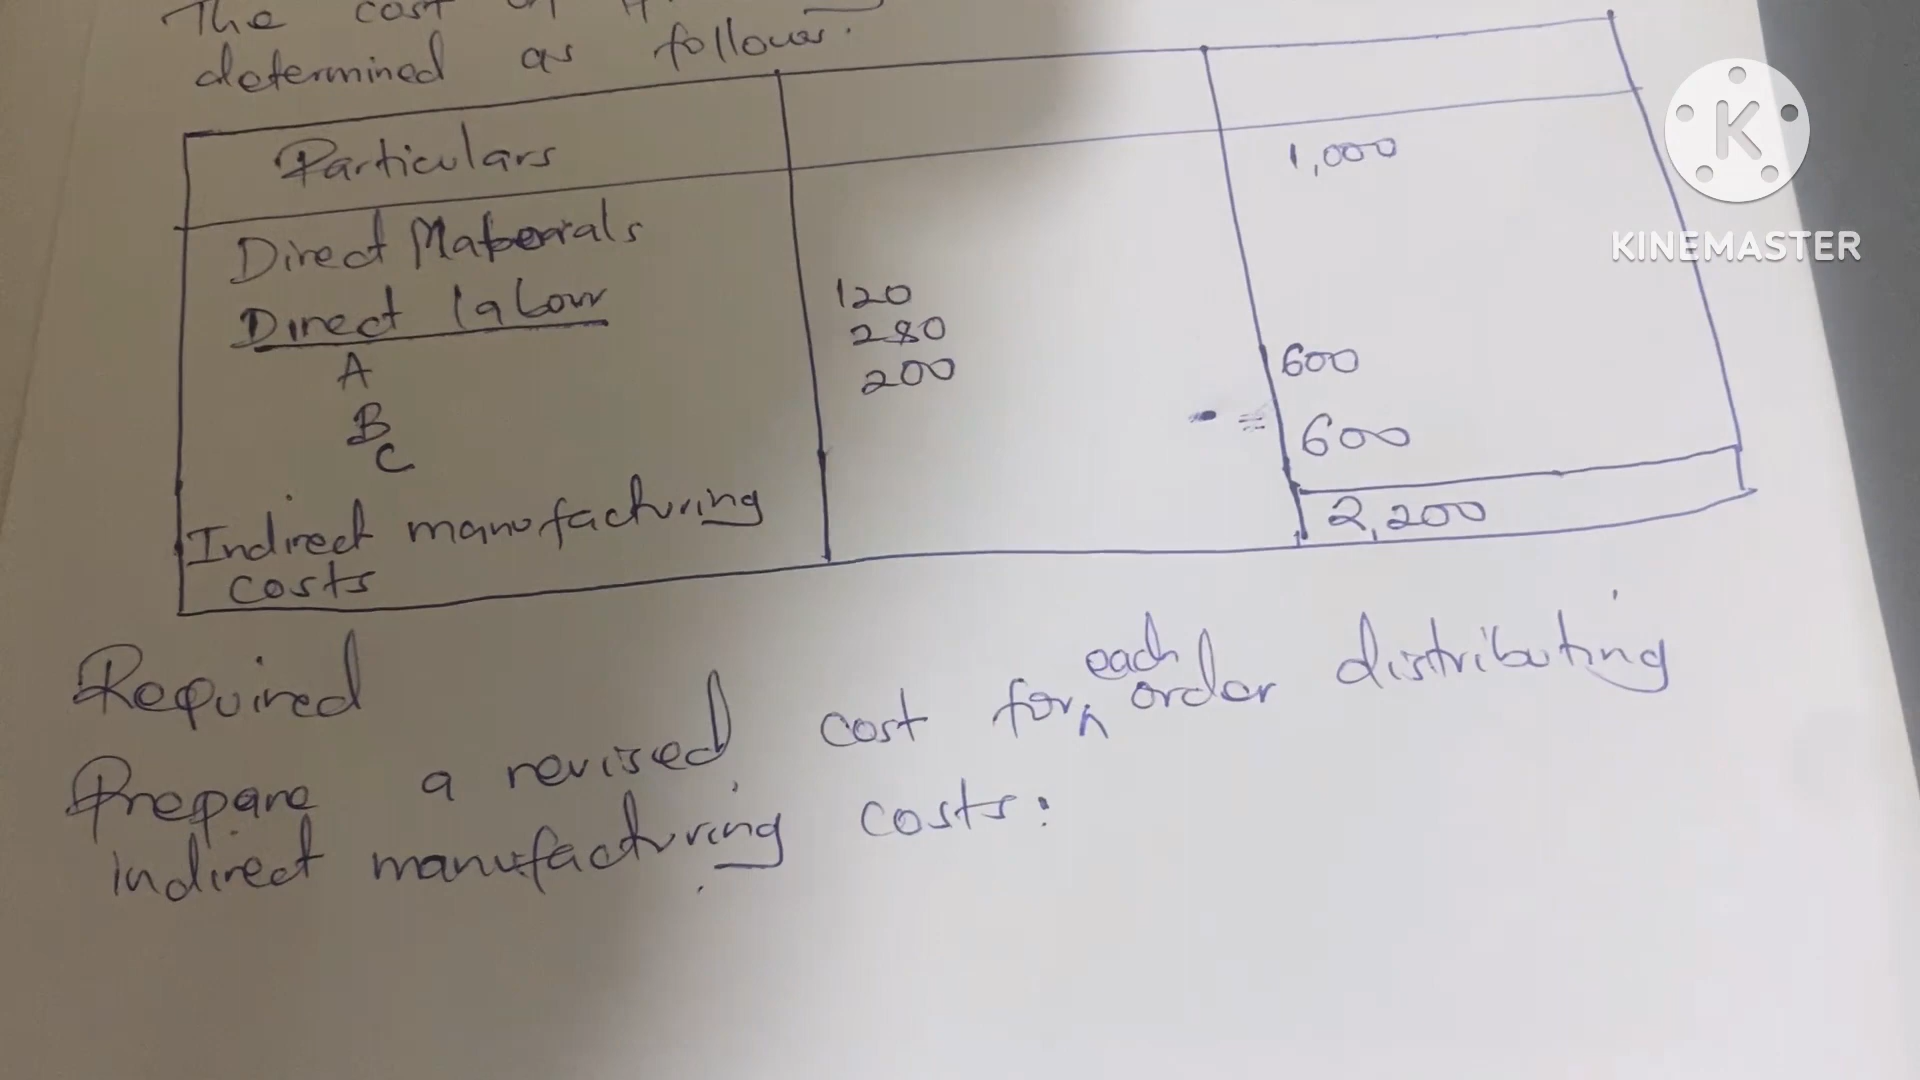 The cost
determined as follows.
Particulars
1,000
Direct Materials
Direct labour
120
A
280
600
B
200
C
600
Indirect manufacturing
costs
2,200
Required
Prepare a revised cost for each order distributing
indirect manufacturing costs.
K
KINEMASTER